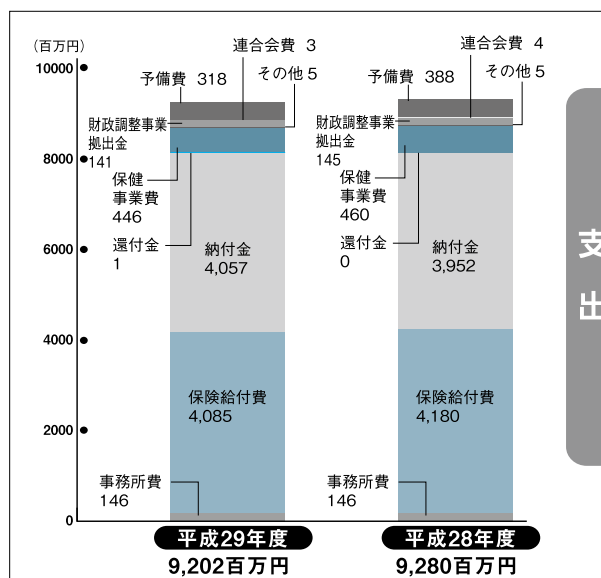 （百万円）
10000
8000
6000
4000
2000
0
連合会費 3
予備費 318
その他 5
財政調整事業
拠出金
141
保健
事業費
446
還付金
1
納付金
4,057
保険給付費
4,085
事務所費
146
平成29年度
9,202百万円
連合会費 4
予備費 388
その他 5
財政調整事業
拠出金
145
保健
事業費
460
還付金
0
納付金
3,952
保険給付費
4,180
事務所費
146
平成28年度
9,280百万円
支
出